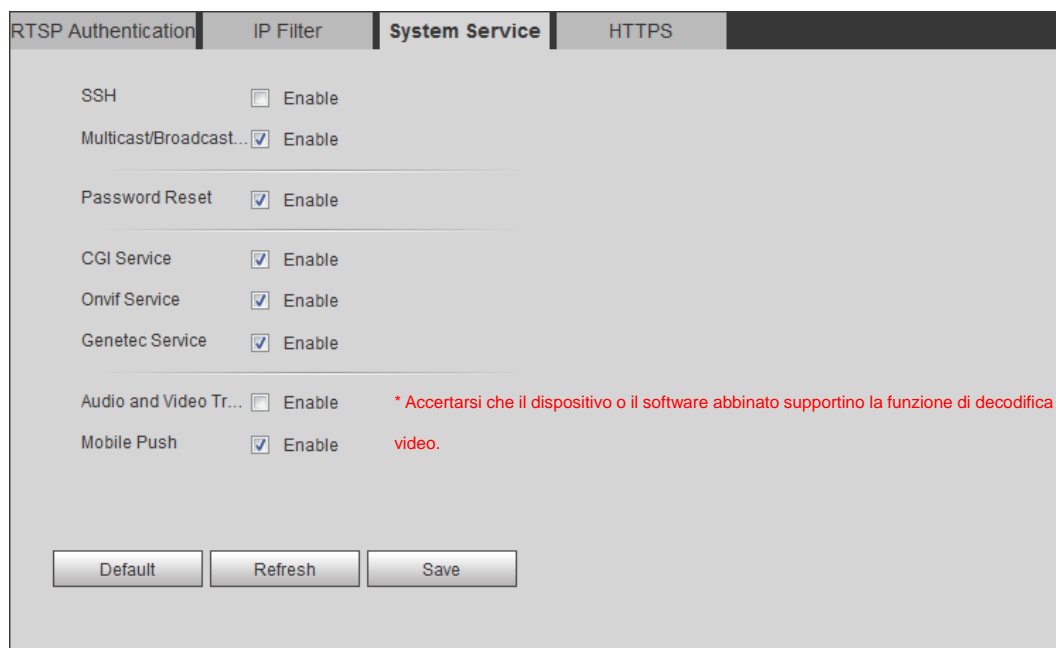 RTSP Authentication IP Filter System Service HTTPS
SSH Enable
Multicast/Broadcast... Enable
Password Reset Enable
CGI Service Enable
Onvif Service Enable
Genetec Service Enable
Audio and Video Tr... Enable * Accertarsi che il dispositivo o il software abbinato supportino la funzione di decodifica
Mobile Push Enable video.
Default Refresh Save